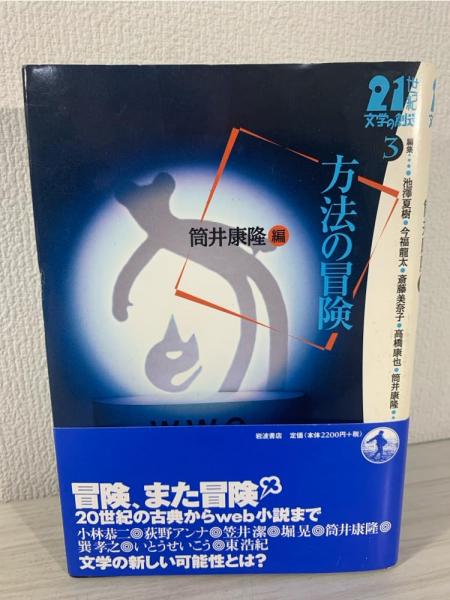 21世紀
文学の創造
3
編集…
池澤夏樹・今福龍太・斎藤美奈子・高橋康也・筒井康隆・
方法の冒険
筒井康隆 編
岩波書店 定価(本体2200円+税)
冒険、また冒険
20世紀の古典からweb小説まで
小林恭二◎荻野アンナ◎笠井潔◎堀晃◎筒井康隆◎
巽孝之◎いとうせいこう◎東浩紀
文学の新しい可能性とは?